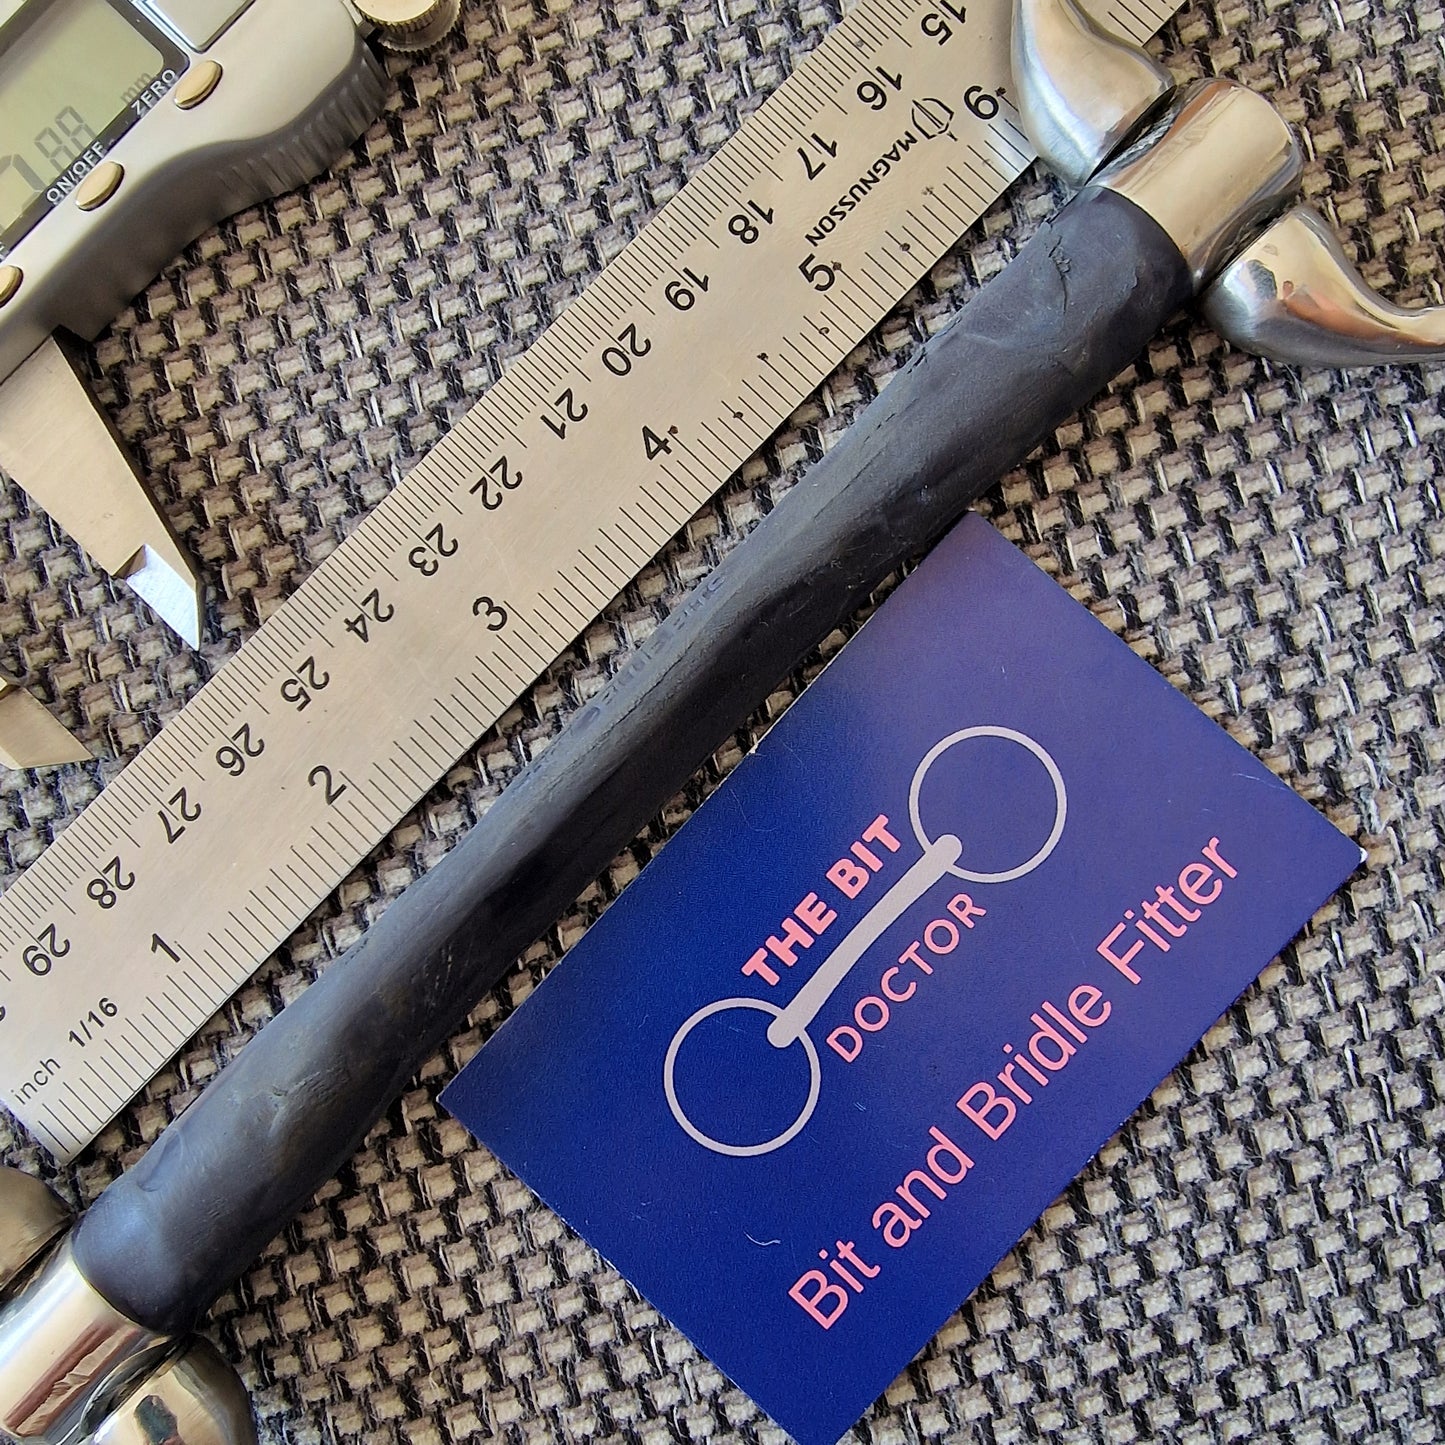 mm
ZERO
ON/OFF
15
16
17
18
19
20
21
22
23
24
25
26
27
28
29
MAGNUSSON
6
5
4
3
2
1
inch 1/16
THE BIT
DOCTOR
Bit and Bridle Fitter